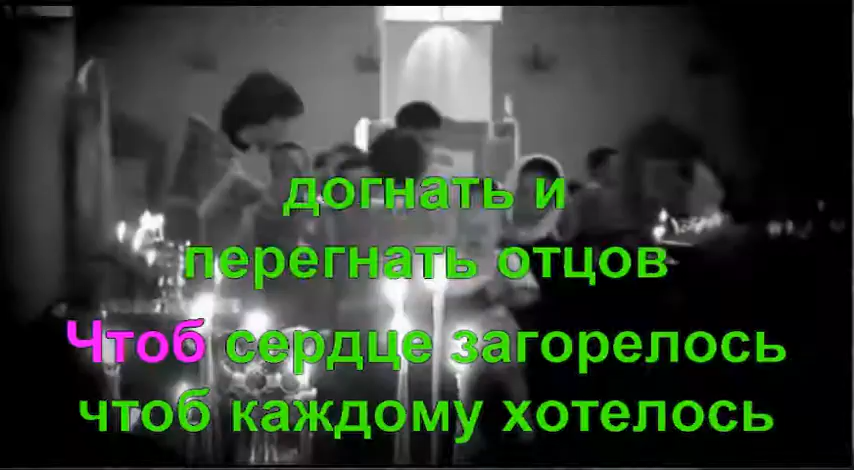 догнать и
перегнать отцов
Чтоб сердце загорелось
чтоб каждому хотелось